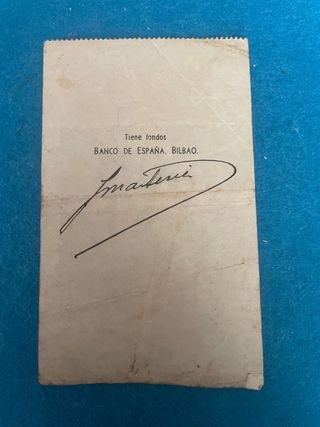 Tiene fondos
BANCO DE ESPAÑA, BILBAO.